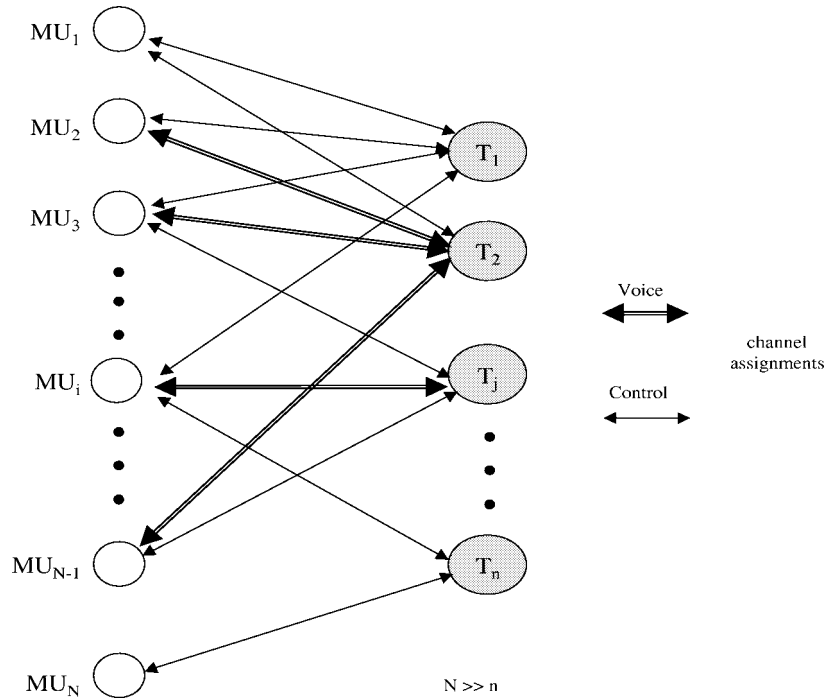 MU1
MU2
MU3
MUi
MUN-1
MUN
T1
T2
Tj
Tn
Voice
channel
assignments
Control
N >> n